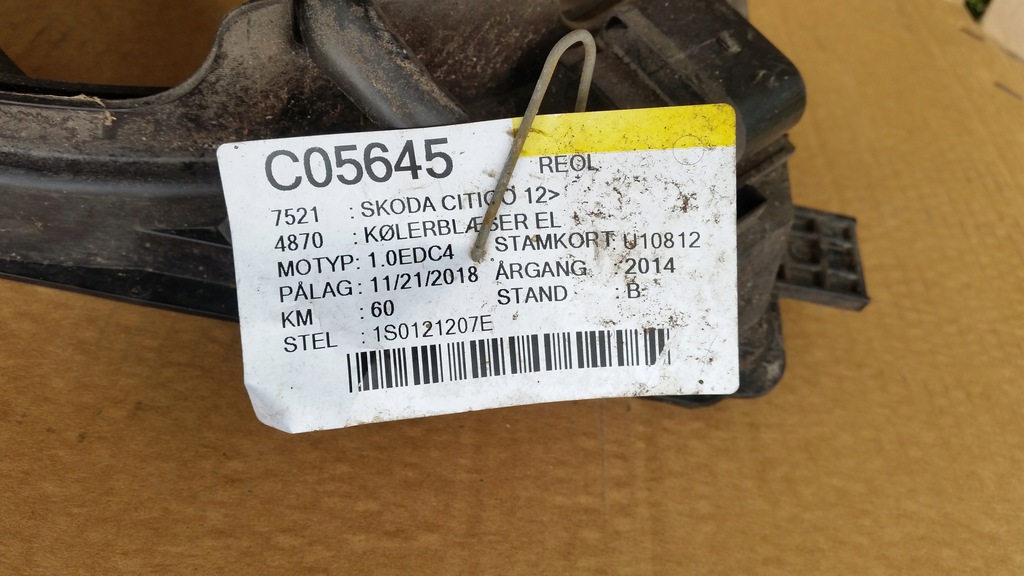 C05645 REOL
7521 : SKODA CITIGO 12>
4870 : KØLERBLÆSER EL
MOTYP: 1.0EDC4 STAMKORT U10812
PÅLAG: 11/21/2018 ÅRGANG : 2014
KM : 60 STAND : B
STEL : 1S0121207E